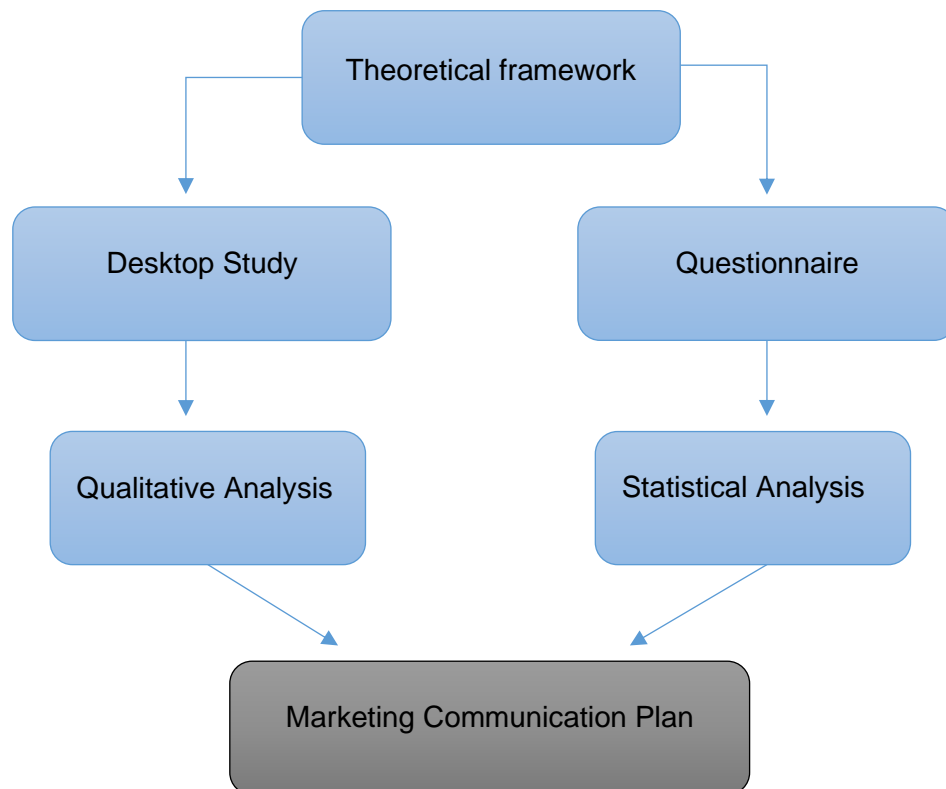 Theoretical framework
Desktop Study
Questionnaire
Qualitative Analysis
Statistical Analysis
Marketing Communication Plan